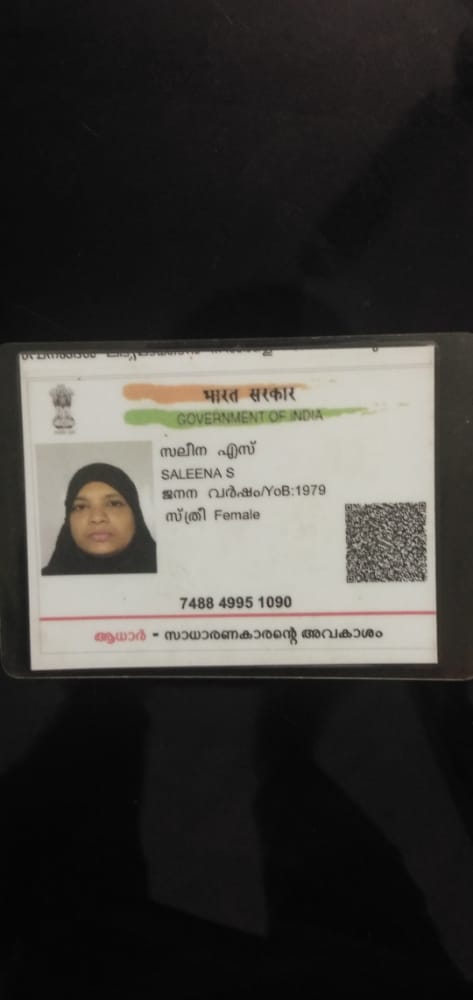 भारत सरकार
GOVERNMENT OF INDIA
സലീന എസ്
SALEENA S
ജനന വർഷം/YoB:1979
സ്ത്രീ Female
7488 4995 1090
ആധാർ - സാധാരണകാരന്റെ അവകാശം